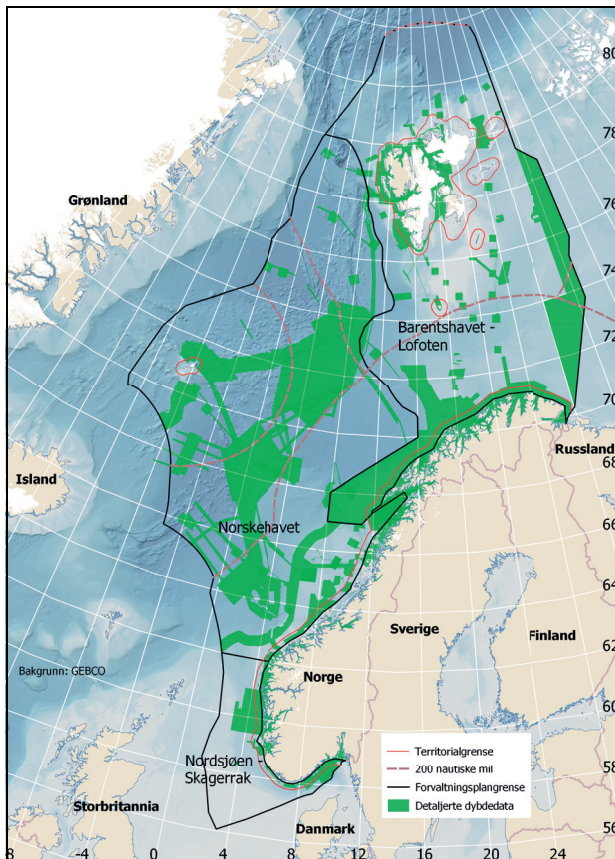 80
78
Grønland
76
74
72
Barentshavet -
Lofoten
70
Russland
68
Island
66
Norskehavet
64
Sverige
Finland
62
Bakgrunn: GEBCO
Norge
60
Territorialgrense
200 nautiske mil
Nordsjøen
Skagerrak
58
Forvaltningsplangrense
Detaljerte dybdedata
Storbritannia
Danmark
56
-8
-4
0
4
8
12
16
20
24